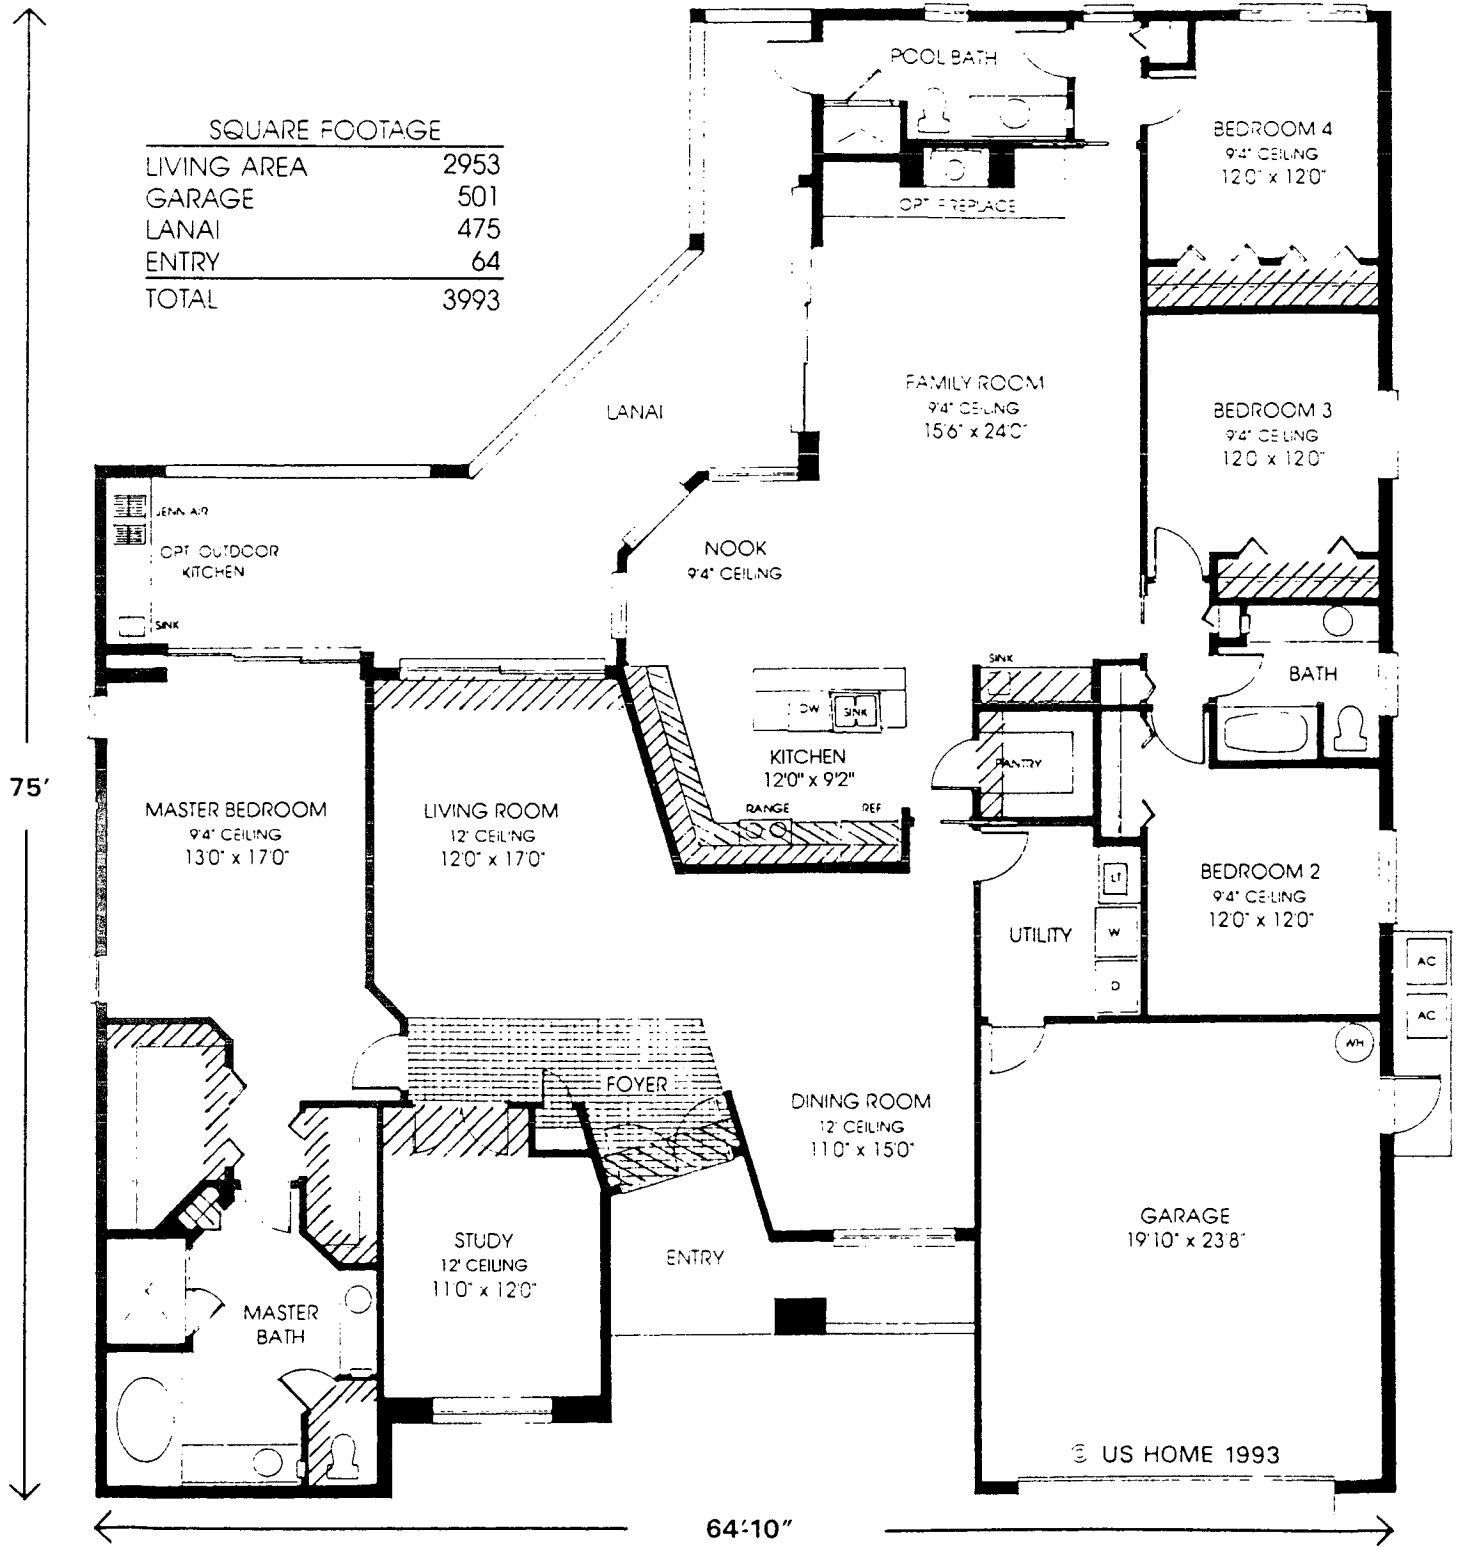 SQUARE FOOTAGE
LIVING AREA 2953
GARAGE 501
LANAI 475
ENTRY 64
TOTAL 3993
POOL BATH
OPT. FIREPLACE
BEDROOM 4
9'4" CEILING
12'0" x 12'0"
FAMILY ROOM
9'4" CEILING
15'6" x 24'0"
BEDROOM 3
9'4" CEILING
12'0 x 12'0"
LANAI
JENN AIR
OPT. OUTDOOR
KITCHEN
SINK
NOOK
9'4" CEILING
SINK
BATH
DW
SINK
KITCHEN
12'0" x 9'2"
RANGE
REF
PANTRY
75'
MASTER BEDROOM
9'4" CEILING
13'0" x 17'0"
LIVING ROOM
12' CEILING
12'0" x 17'0"
BEDROOM 2
9'4" CEILING
12'0" x 12'0"
LT
UTILITY
W
D
AC
AC
WH
FOYER
DINING ROOM
12' CEILING
11'0" x 15'0"
STUDY
12' CEILING
11'0" x 12'0"
ENTRY
GARAGE
19'10" x 23'8"
MASTER
BATH
© US HOME 1993
64'-10"